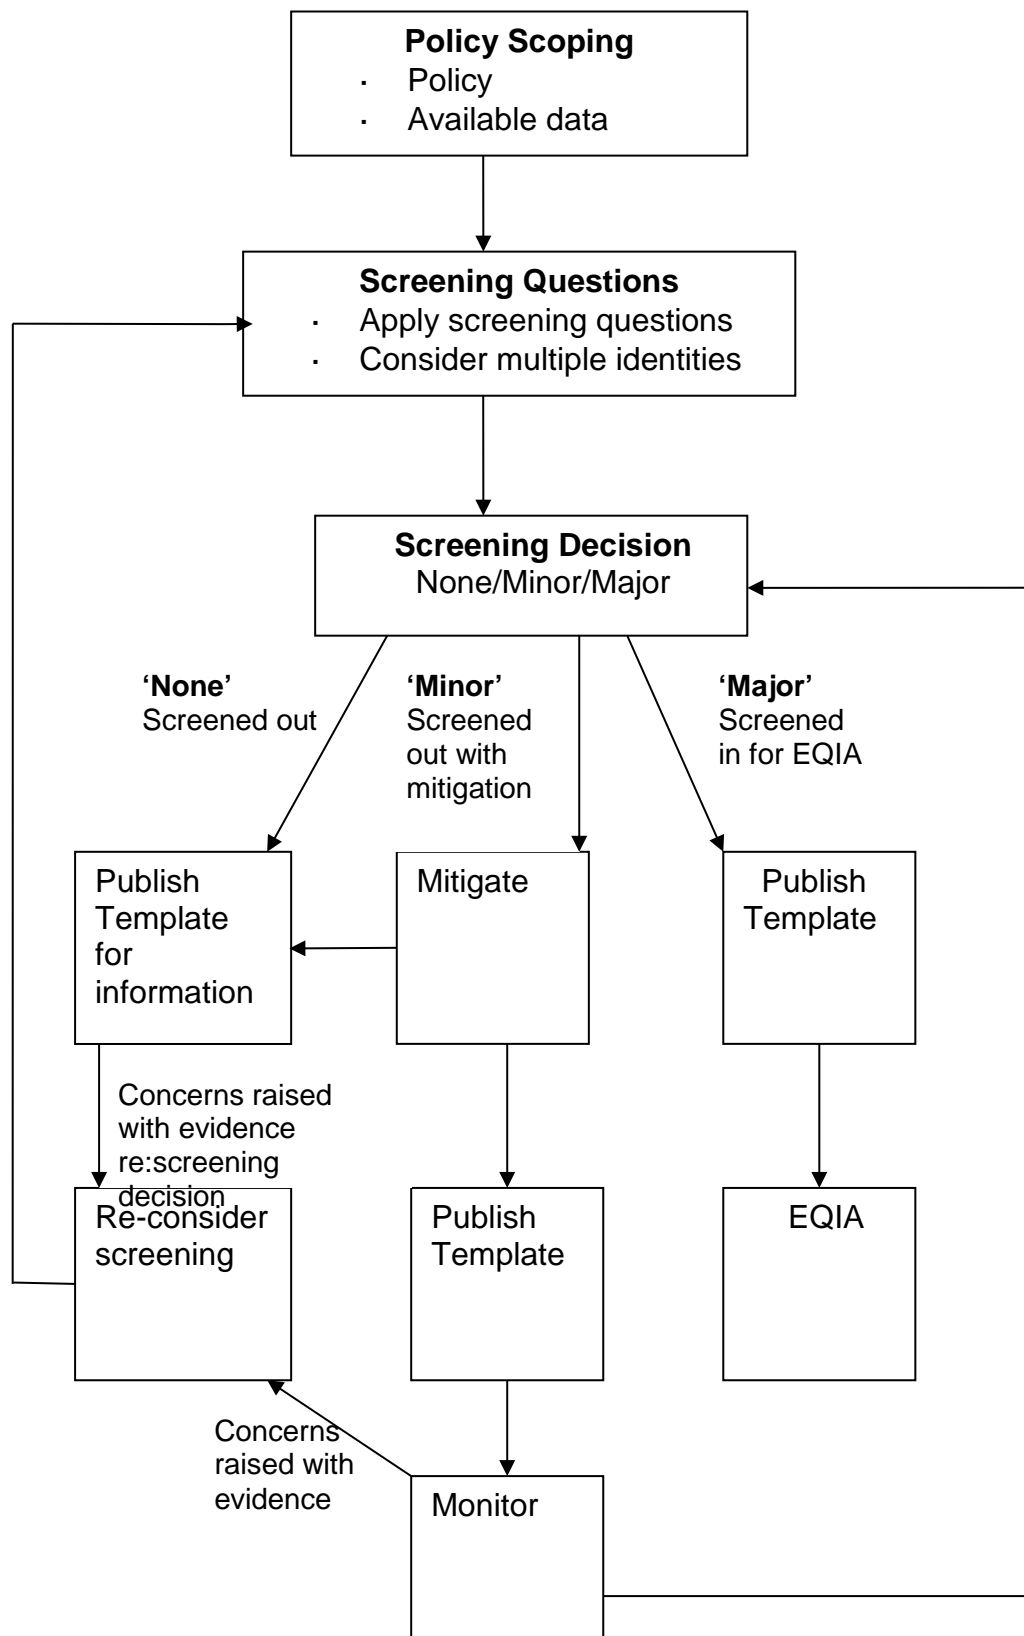 Policy Scoping
· Policy
· Available data
Screening Questions
· Apply screening questions
· Consider multiple identities
Screening Decision
None/Minor/Major
‘None’
Screened out
‘Minor’
Screened
out with
mitigation
‘Major’
Screened
in for EQIA
Publish
Template
for
information
Mitigate
Publish
Template
Concerns raised
with evidence
re:screening
decision
Re-consider
screening
Publish
Template
EQIA
Concerns
raised with
evidence
Monitor